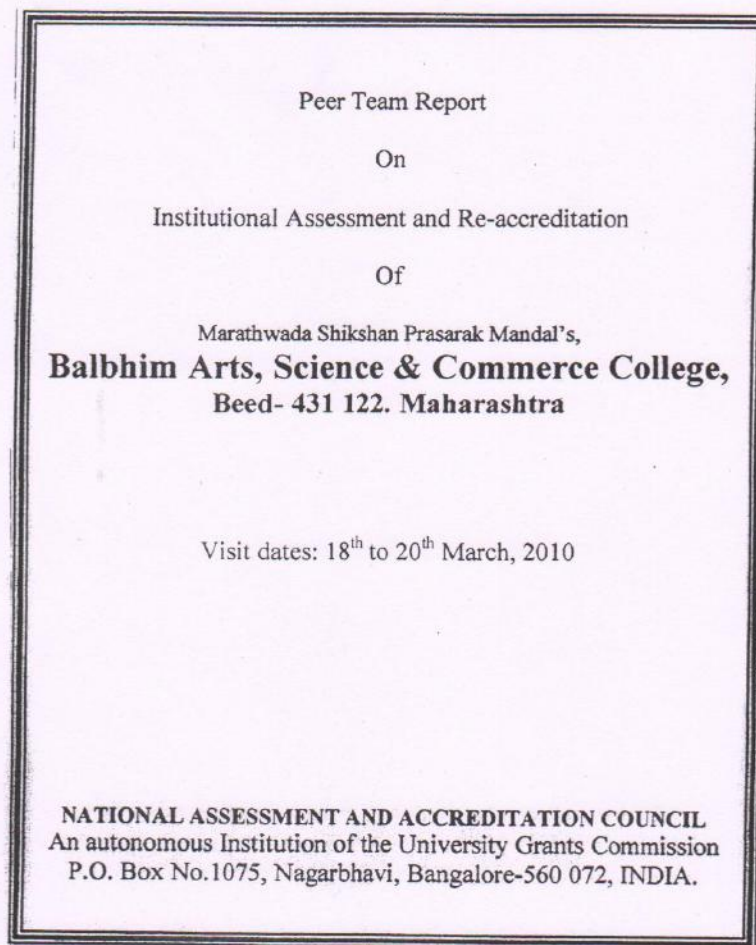 Peer Team Report
On
Institutional Assessment and Re-accreditation
Of
Marathwada Shikshan Prasarak Mandal's,
Balbhim Arts, Science & Commerce College,
Beed- 431 122. Maharashtra
Visit dates: 18th to 20th March, 2010
NATIONAL ASSESSMENT AND ACCREDITATION COUNCIL
An autonomous Institution of the University Grants Commission
P.O. Box No.1075, Nagarbhavi, Bangalore-560 072, INDIA.